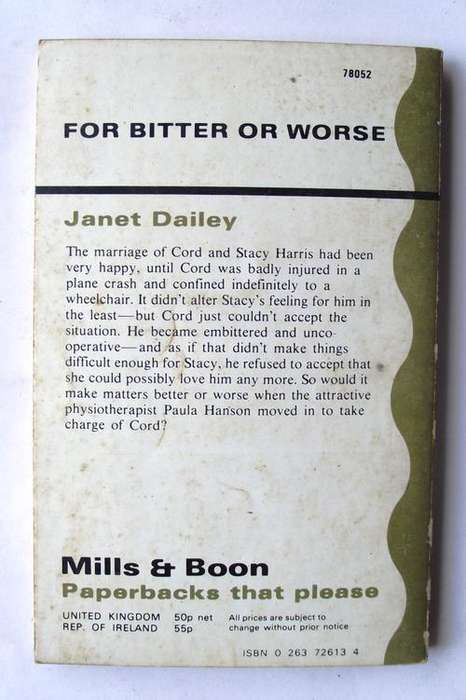 78052
FOR BITTER OR WORSE
Janet Dailey
The marriage of Cord and Stacy Harris had been
very happy, until Cord was badly injured in a
plane crash and confined indefinitely to a
wheelchair. It didn't alter Stacy's feeling for him in
the least—but Cord just couldn't accept the
situation. He became embittered and unco-
operative—and as if that didn't make things
difficult enough for Stacy, he refused to accept that
she could possibly love him any more. So would it
make matters better or worse when the attractive
physiotherapist Paula Hanson moved in to take
charge of Cord?
Mills & Boon
Paperbacks that please
UNITED KINGDOM 50p net All prices are subject to
REP. OF IRELAND 55p change without prior notice
ISBN 0 263 72613 4